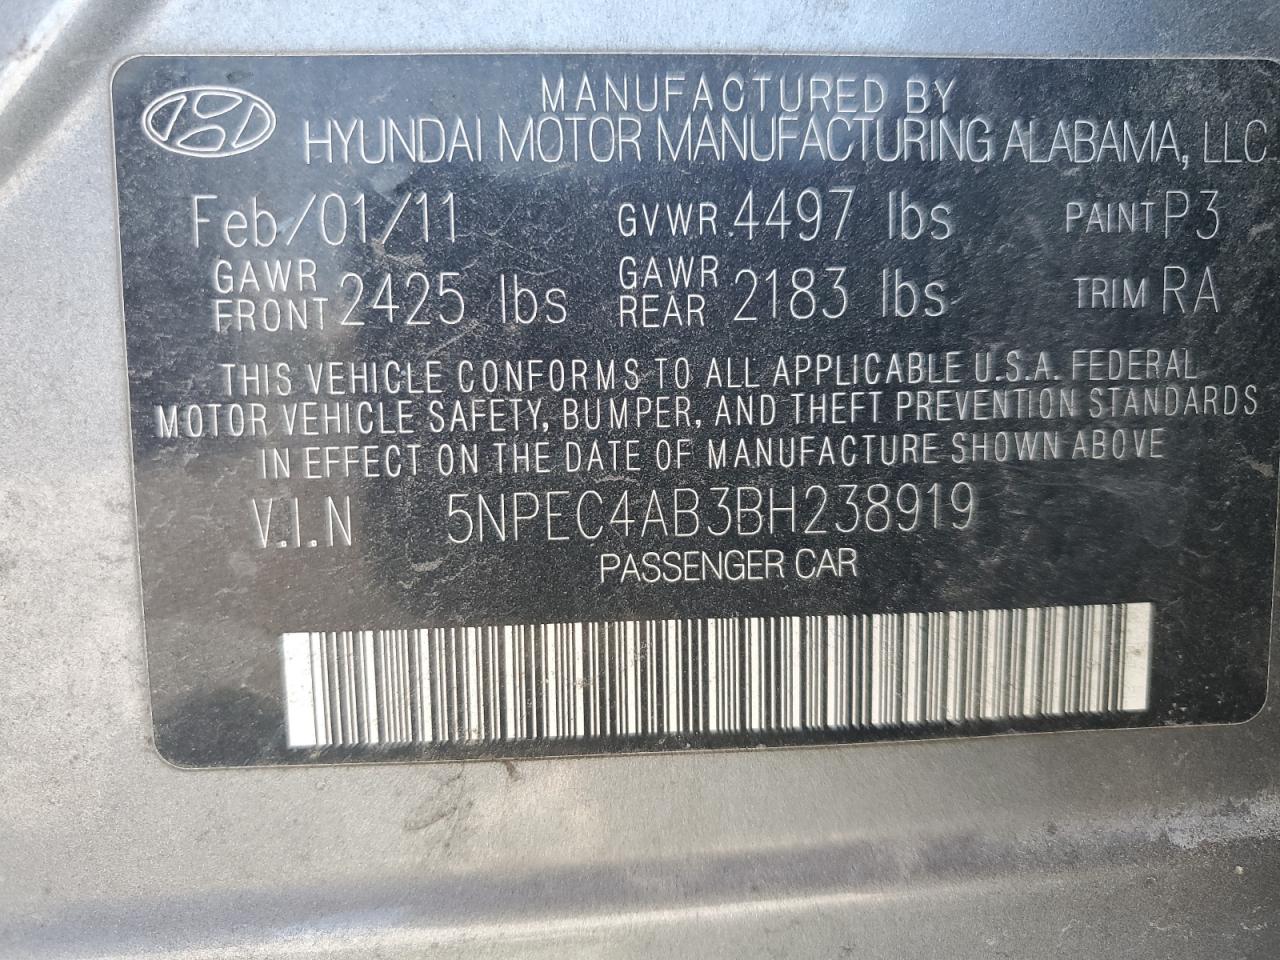 MANUFACTURED BY
HYUNDAI MOTOR MANUFACTURING ALABAMA, LLC
Feb/01/11 GVWR 4497 lbs PAINT P3
GAWR FRONT 2425 lbs GAWR REAR 2183 lbs TRIM RA
THIS VEHICLE CONFORMS TO ALL APPLICABLE U.S.A. FEDERAL
MOTOR VEHICLE SAFETY, BUMPER, AND THEFT PREVENTION STANDARDS
IN EFFECT ON THE DATE OF MANUFACTURE SHOWN ABOVE
V.I.N 5NPEC4AB3BH238919
PASSENGER CAR